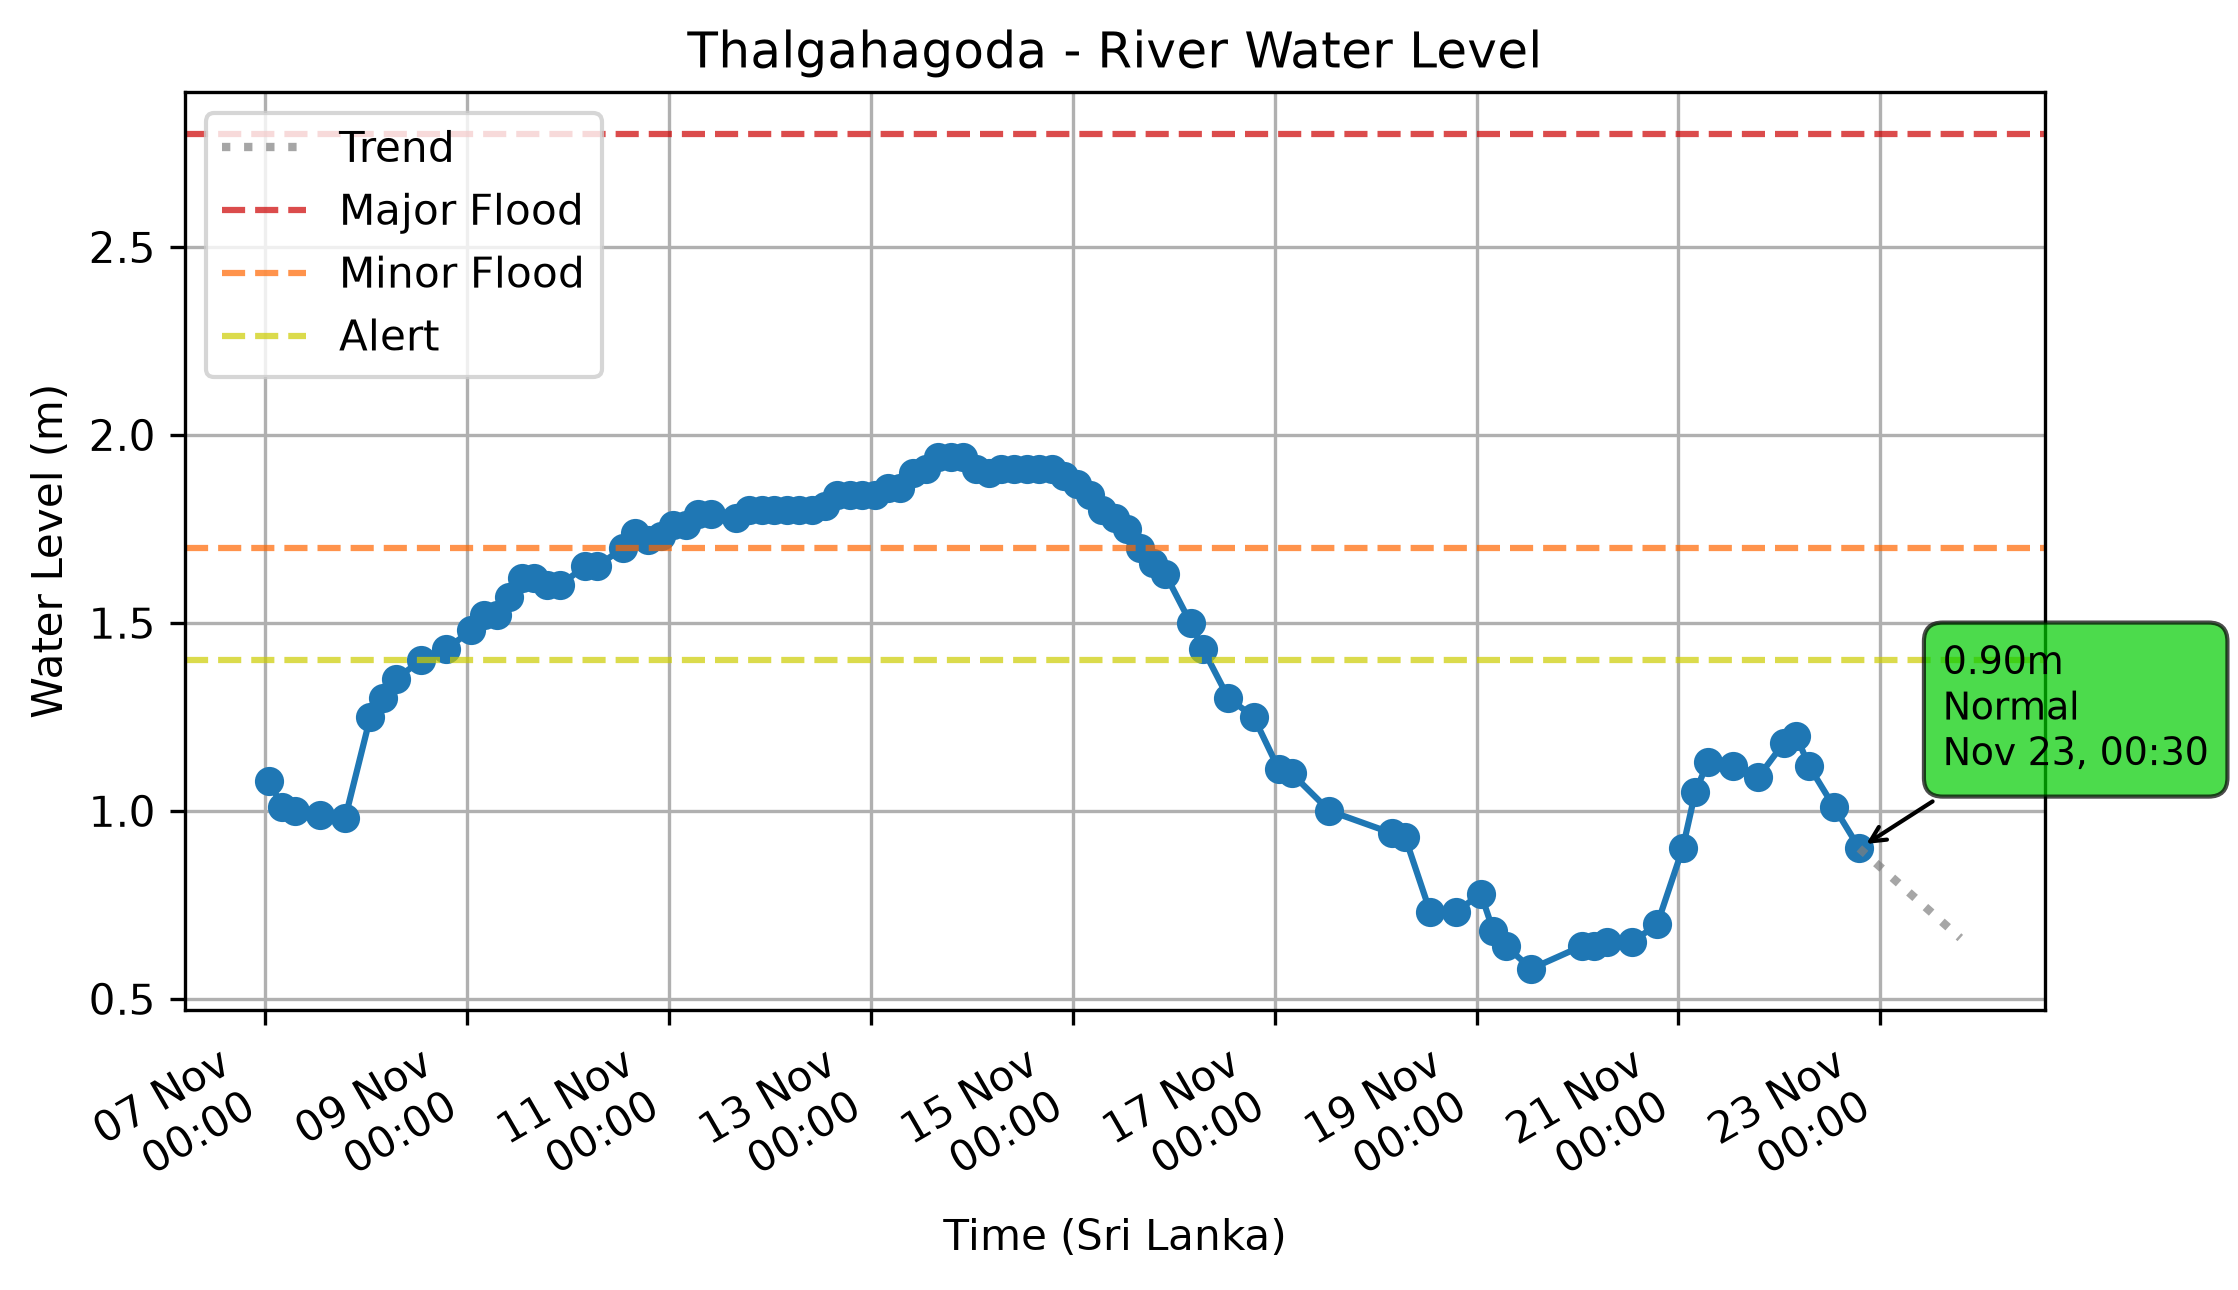 Thalgahagoda - River Water Level
Trend
Major Flood
Minor Flood
Alert
Water Level (m)
2.5
2.0
1.5
1.0
0.5
0.90m
Normal
Nov 23, 00:30
07 Nov
00:00
09 Nov
00:00
11 Nov
00:00
13 Nov
00:00
15 Nov
00:00
17 Nov
00:00
19 Nov
00:00
21 Nov
00:00
23 Nov
00:00
Time (Sri Lanka)